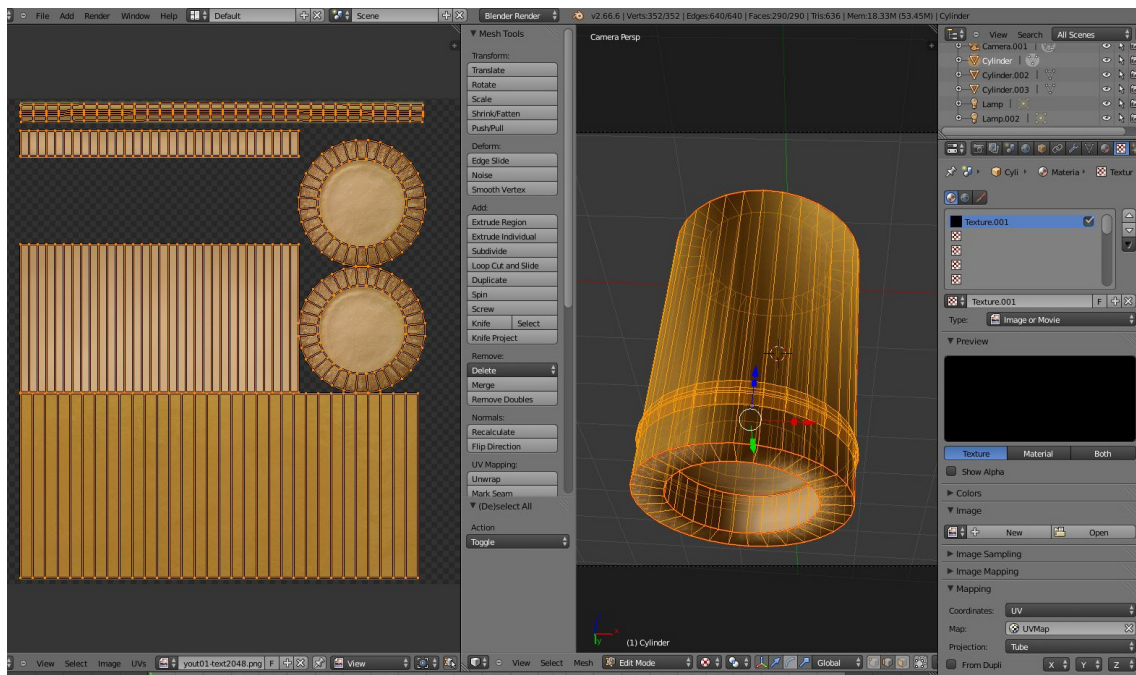 File Add Render Window Help Default Scene Blender Render v2.66.6 | Verts:352/352 | Edges:640/640 | Faces:290/290 | Tris:636 | Mem:18.33M (53.45M) | Cylinder
Mesh Tools
Transform:
Translate
Rotate
Scale
Shrink/Fatten
Push/Pull
Deform:
Edge Slide
Noise
Smooth Vertex
Add:
Extrude Region
Extrude Individual
Subdivide
Loop Cut and Slide
Duplicate
Spin
Screw
Knife Select
Knife Project
Remove:
Delete
Merge
Remove Doubles
Normals:
Recalculate
Flip Direction
UV Mapping:
Unwrap
Mark Seam
(De)select All
Action
Toggle
Camera Persp
(1) Cylinder
View Search All Scenes
Camera.001
Cylinder
Cylinder.002
Cylinder.003
Lamp
Lamp.002
Cyli Materia Textur
Texture.001
Texture.001 F
Type: Image or Movie
Preview
Texture Material Both
Show Alpha
Colors
Image
New Open
Image Sampling
Image Mapping
Mapping
Coordinates: UV
Map: UVMap
Projection: Tube
From Dupli X Y Z
View Select Image UVs yout01-text2048.png F View
View Select Mesh Edit Mode Global